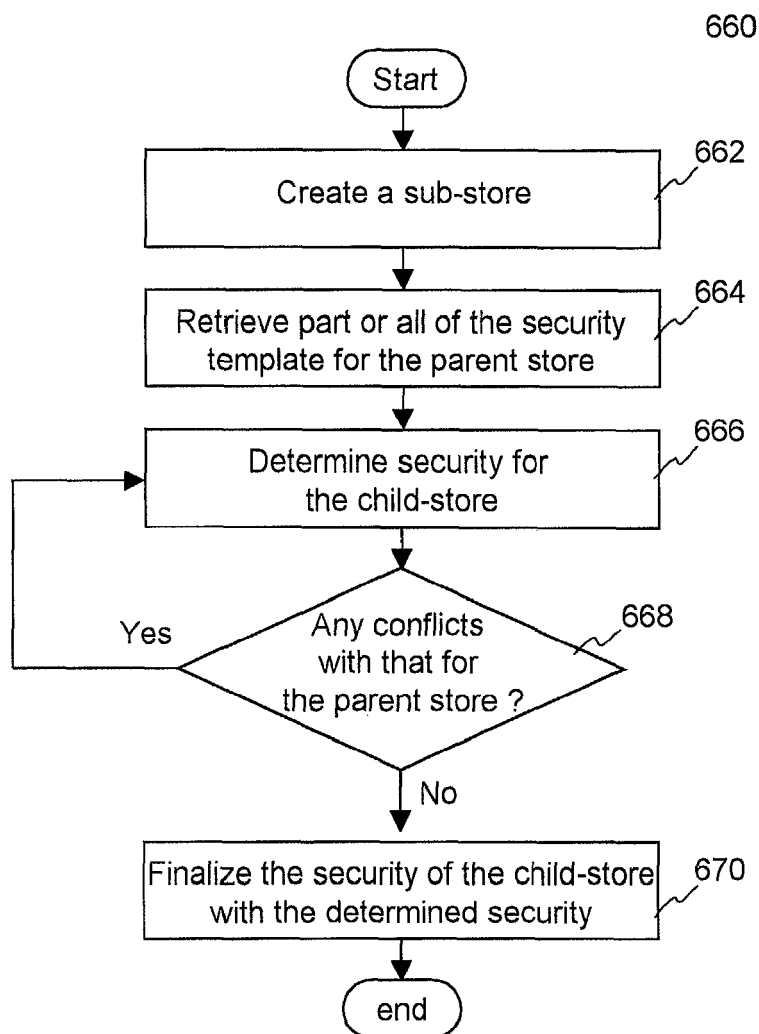 660
Start
662
Create a sub-store
664
Retrieve part or all of the security
template for the parent store
666
Determine security for
the child-store
668
Yes
Any conflicts
with that for
the parent store ?
No
670
Finalize the security of the child-store
with the determined security
end